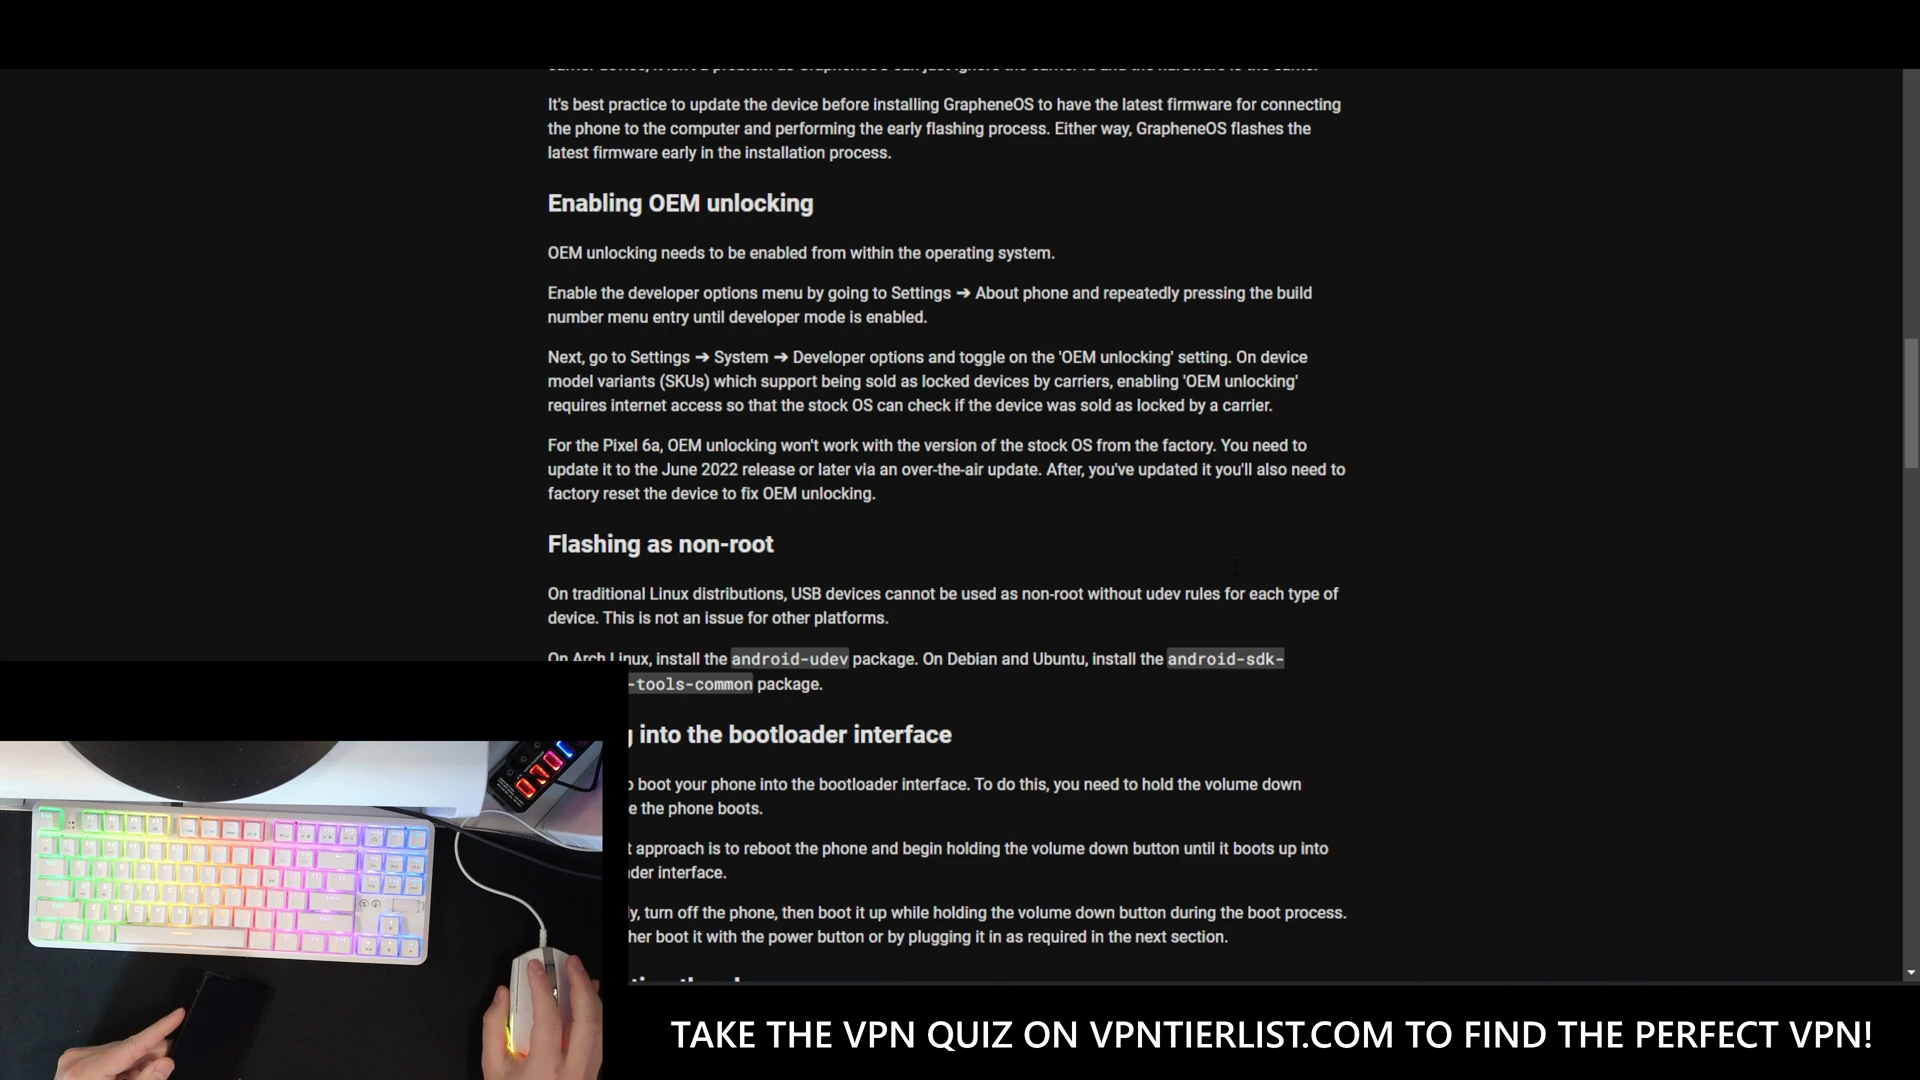 It's best practice to update the device before installing GrapheneOS to have the latest firmware for connecting
the phone to the computer and performing the early flashing process. Either way, GrapheneOS flashes the
latest firmware early in the installation process.
Enabling OEM unlocking
OEM unlocking needs to be enabled from within the operating system.
Enable the developer options menu by going to Settings ➔ About phone and repeatedly pressing the build
number menu entry until developer mode is enabled.
Next, go to Settings ➔ System ➔ Developer options and toggle on the 'OEM unlocking' setting. On device
model variants (SKUs) which support being sold as locked devices by carriers, enabling 'OEM unlocking'
requires internet access so that the stock OS can check if the device was sold as locked by a carrier.
For the Pixel 6a, OEM unlocking won't work with the version of the stock OS from the factory. You need to
update it to the June 2022 release or later via an over-the-air update. After, you've updated it you'll also need to
factory reset the device to fix OEM unlocking.
Flashing as non-root
On traditional Linux distributions, USB devices cannot be used as non-root without udev rules for each type of
device. This is not an issue for other platforms.
On Arch Linux, install the android-udev package. On Debian and Ubuntu, install the android-sdk-
-tools-common package.
into the bootloader interface
boot your phone into the bootloader interface. To do this, you need to hold the volume down
the phone boots.
approach is to reboot the phone and begin holding the volume down button until it boots up into
interface.
turn off the phone, then boot it up while holding the volume down button during the boot process.
boot it with the power button or by plugging it in as required in the next section.
TAKE THE VPN QUIZ ON VPNTIERLIST.COM TO FIND THE PERFECT VPN!